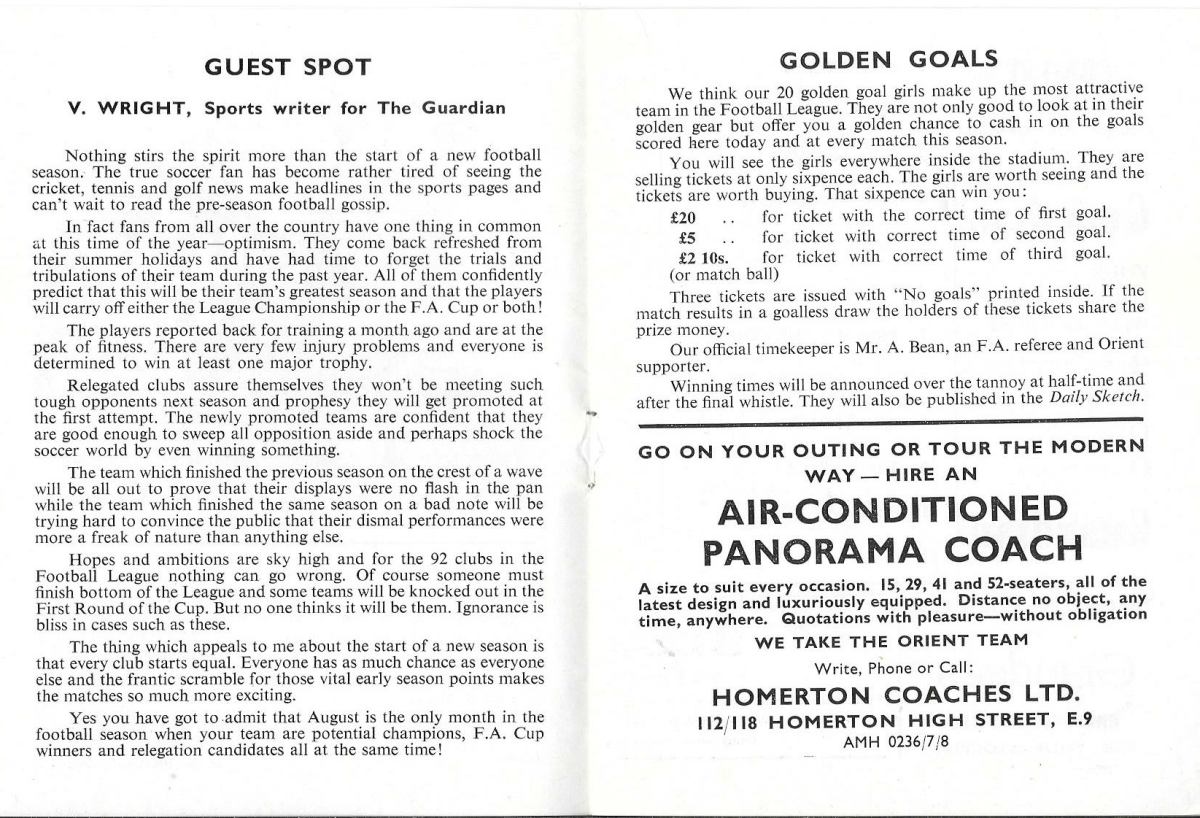 GUEST SPOT
V. WRIGHT, Sports writer for The Guardian
Nothing stirs the spirit more than the start of a new football
season. The true soccer fan has become rather tired of seeing the
cricket, tennis and golf news make headlines in the sports pages and
can't wait to read the pre-season football gossip.
In fact fans from all over the country have one thing in common
at this time of the year—optimism. They come back refreshed from
their summer holidays and have had time to forget the trials and
tribulations of their team during the past year. All of them confidently
predict that this will be their team's greatest season and that the players
will carry off either the League Championship or the F.A. Cup or both!
The players reported back for training a month ago and are at the
peak of fitness. There are very few injury problems and everyone is
determined to win at least one major trophy.
Relegated clubs assure themselves they won't be meeting such
tough opponents next season and prophesy they will get promoted at
the first attempt. The newly promoted teams are confident that they
are good enough to sweep all opposition aside and perhaps shock the
soccer world by even winning something.
The team which finished the previous season on the crest of a wave
will be all out to prove that their displays were no flash in the pan
while the team which finished the same season on a bad note will be
trying hard to convince the public that their dismal performances were
more a freak of nature than anything else.
Hopes and ambitions are sky high and for the 92 clubs in the
Football League nothing can go wrong. Of course someone must
finish bottom of the League and some teams will be knocked out in the
First Round of the Cup. But no one thinks it will be them. Ignorance is
bliss in cases such as these.
The thing which appeals to me about the start of a new season is
that every club starts equal. Everyone has as much chance as everyone
else and the frantic scramble for those vital early season points makes
the matches so much more exciting.
Yes you have got to admit that August is the only month in the
football season when your team are potential champions, F.A. Cup
winners and relegation candidates all at the same time!
GOLDEN GOALS
We think our 20 golden goal girls make up the most attractive
team in the Football League. They are not only good to look at in their
golden gear but offer you a golden chance to cash in on the goals
scored here today and at every match this season.
You will see the girls everywhere inside the stadium. They are
selling tickets at only sixpence each. The girls are worth seeing and the
tickets are worth buying. That sixpence can win you:
£20 .. for ticket with the correct time of first goal.
£5 .. for ticket with correct time of second goal.
£2 10s. for ticket with correct time of third goal.
(or match ball)
Three tickets are issued with "No goals" printed inside. If the
match results in a goalless draw the holders of these tickets share the
prize money.
Our official timekeeper is Mr. A. Bean, an F.A. referee and Orient
supporter.
Winning times will be announced over the tannoy at half-time and
after the final whistle. They will also be published in the Daily Sketch.
GO ON YOUR OUTING OR TOUR THE MODERN
WAY — HIRE AN
AIR-CONDITIONED
PANORAMA COACH
A size to suit every occasion. 15, 29, 41 and 52-seaters, all of the
latest design and luxuriously equipped. Distance no object, any
time, anywhere. Quotations with pleasure—without obligation
WE TAKE THE ORIENT TEAM
Write, Phone or Call:
HOMERTON COACHES LTD.
112/118 HOMERTON HIGH STREET, E.9
AMH 0236/7/8